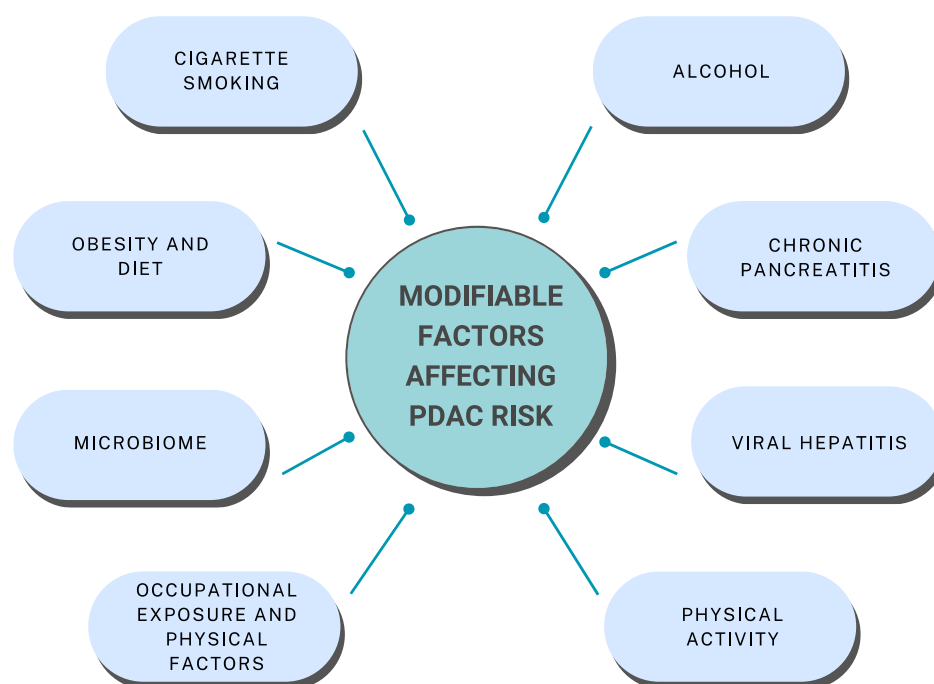 CIGARETTE
SMOKING
ALCOHOL
OBESITY AND
DIET
CHRONIC
PANCREATITIS
MODIFIABLE
FACTORS
AFFECTING
PDAC RISK
MICROBIOME
VIRAL HEPATITIS
OCCUPATIONAL
EXPOSURE AND
PHYSICAL
FACTORS
PHYSICAL
ACTIVITY